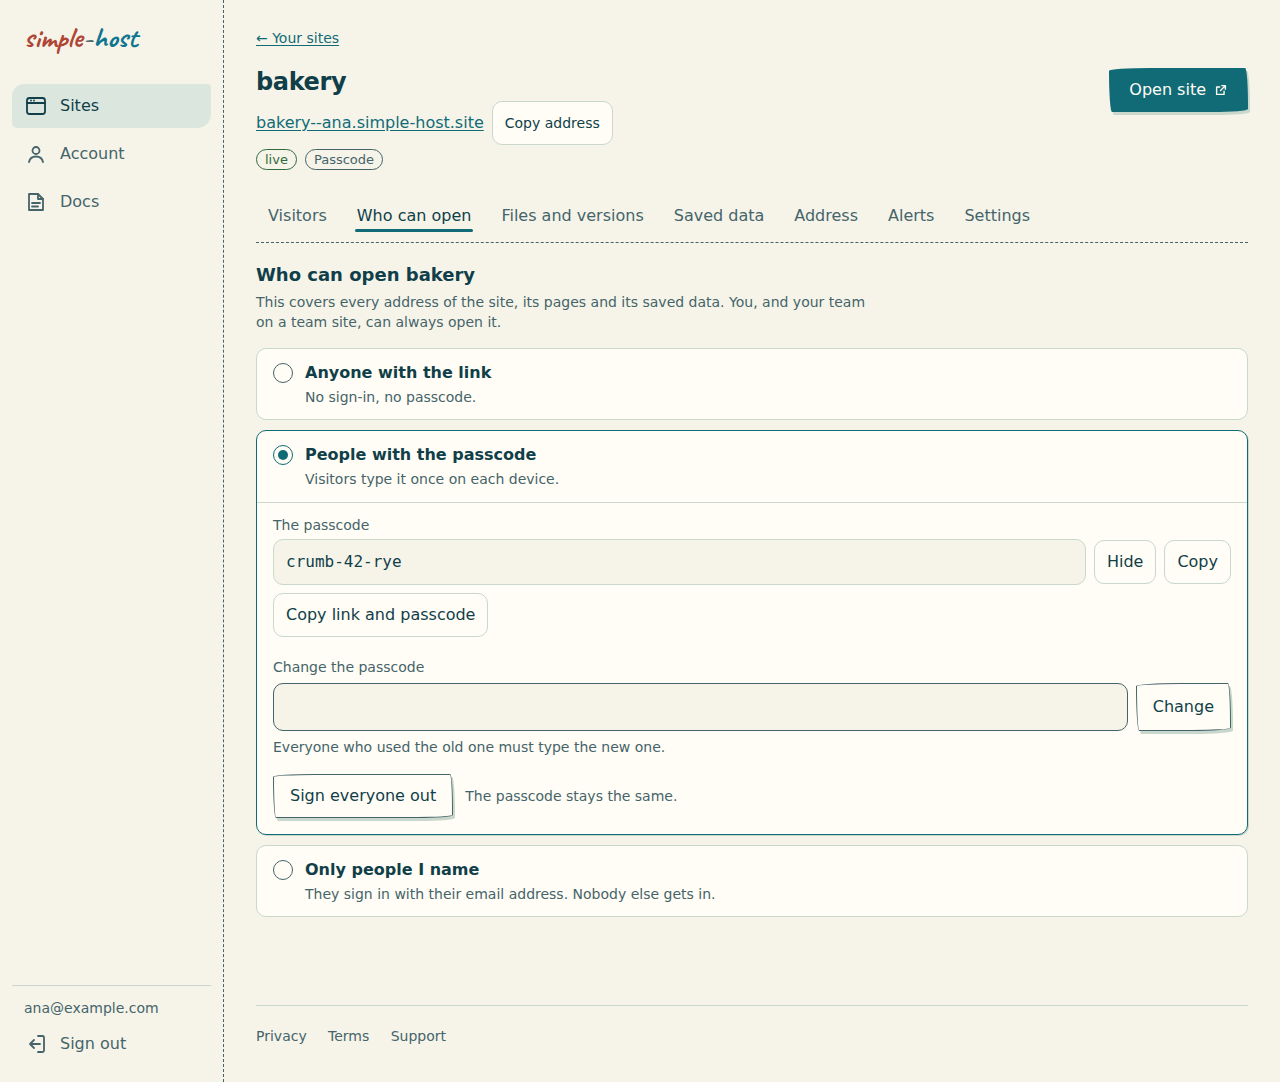 simple-host
Sites
Account
Docs
ana@example.com
Sign out
← Your sites
bakery
Open site
bakery--ana.simple-host.site
Copy address
live
Passcode
Visitors
Who can open
Files and versions
Saved data
Address
Alerts
Settings
Who can open bakery
This covers every address of the site, its pages and its saved data. You, and your team
on a team site, can always open it.
Anyone with the link
No sign-in, no passcode.
People with the passcode
Visitors type it once on each device.
The passcode
crumb-42-rye
Hide
Copy
Copy link and passcode
Change the passcode
Change
Everyone who used the old one must type the new one.
Sign everyone out
The passcode stays the same.
Only people I name
They sign in with their email address. Nobody else gets in.
Privacy
Terms
Support